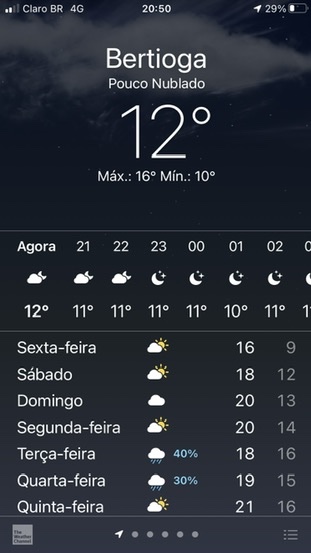 Claro BR 4G 20:50 29%
Bertioga
Pouco Nublado
12°
Máx.: 16° Mín.: 10°
Agora 21 22 23 00 01 02
12° 11° 11° 11° 11° 10° 11°
Sexta-feira 16 9
Sábado 18 12
Domingo 20 13
Segunda-feira 20 14
Terça-feira 40% 18 16
Quarta-feira 30% 19 15
Quinta-feira 21 16
The Weather Channel